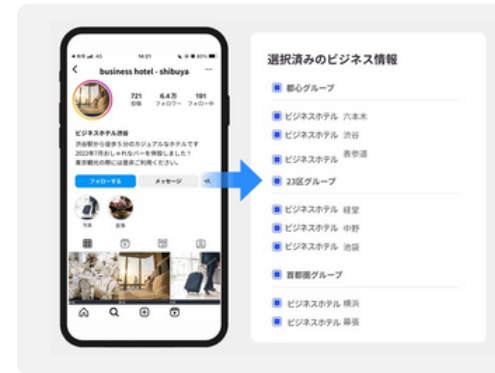 14:21
80%
business hotel - shibuya
721
6.4万
191
投稿
フォロワー
フォロー中
ビジネスホテル渋谷
渋谷駅から徒歩5分のカジュアルなホテルです
2022年7月おしゃれなバーを併設しました！
東京観光の際には是非ご利用ください。
フォローする
メッセージ
写真
飲食
選択済みのビジネス情報
都心グループ
ビジネスホテル 六本木
ビジネスホテル 渋谷
ビジネスホテル 表参道
23区グループ
ビジネスホテル 経堂
ビジネスホテル 中野
ビジネスホテル 池袋
首都圏グループ
ビジネスホテル 横浜
ビジネスホテル 幕張